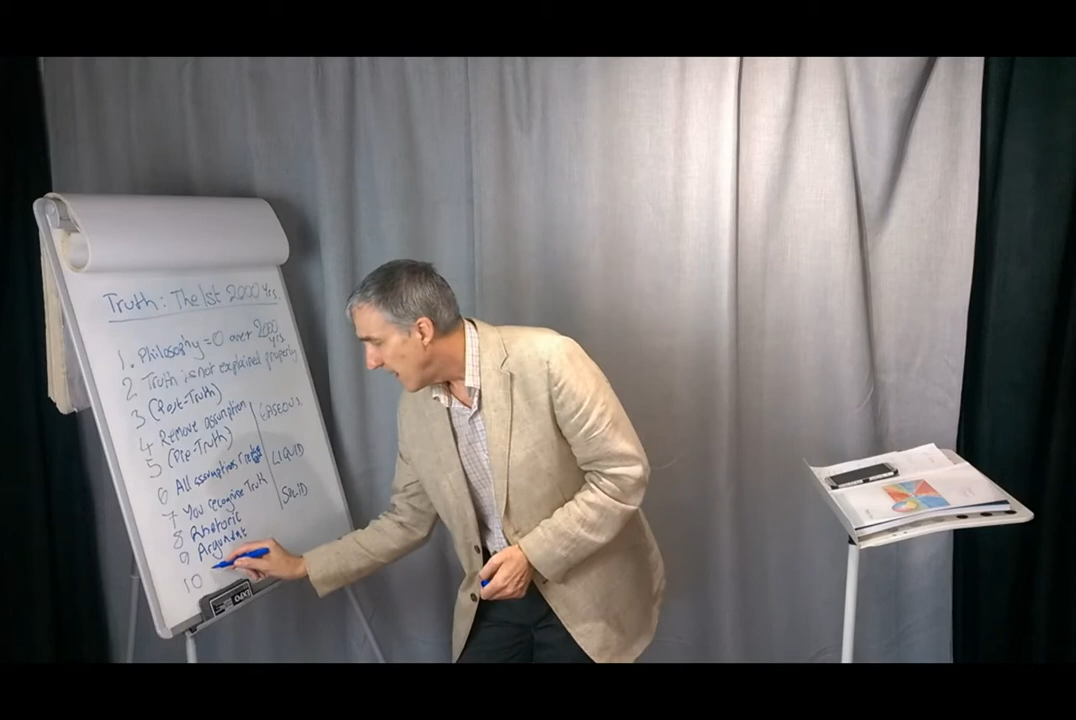 Truth: The 1st 2000 Yrs.
1. Philosophy = 0 over 2000 yrs
2 Truth is not explained properly
3 (Post-Truth)
4 Remove assumption
5 (Pre-Truth)
6 All assumptions
7 You recognise Truth
8 Rhetoric
9 Argument
10
GASEOUS
LIQUID
SOLID